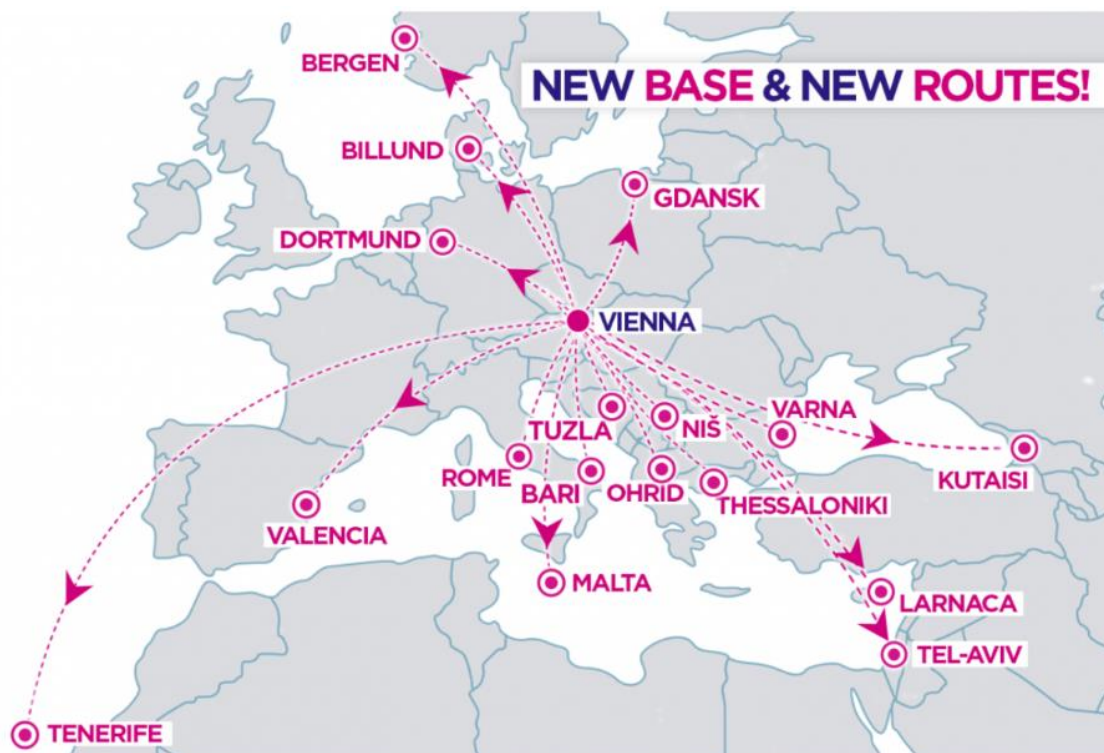 BERGEN
NEW BASE & NEW ROUTES!
BILLUND
GDANSK
DORTMUND
VIENNA
VARNA
TUZLA
NIŠ
ROME
BARI
OHRID
KUTAISI
THESSALONIKI
VALENCIA
MALTA
LARNACA
TEL-AVIV
TENERIFE